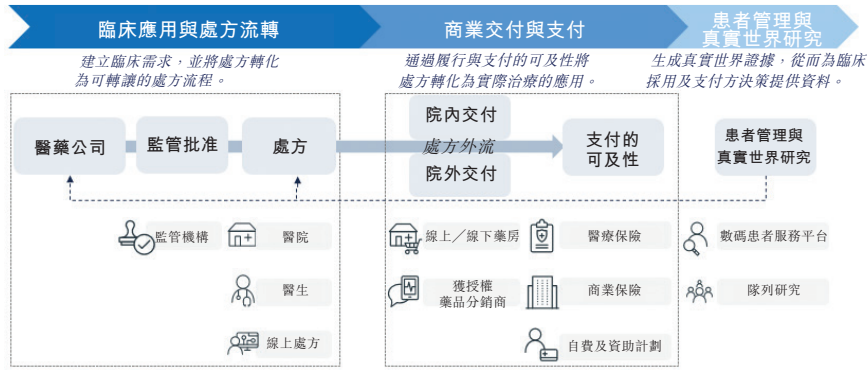 臨床應用與處方流轉
商業交付與支付
患者管理與
真實世界研究
建立臨床需求，並將處方轉化
為可轉讓的處方流程。
通過履行與支付的可及性將
處方轉化為實際治療的應用。
生成真實世界證據，從而為臨床
採用及支付方決策提供資料。
醫藥公司
監管批准
處方
院內交付
處方外流
院外交付
支付的
可及性
患者管理與
真實世界研究
監管機構
醫院
醫生
線上處方
線上／線下藥房
獲授權
藥品分銷商
醫療保險
商業保險
自費及資助計劃
數碼患者服務平台
隊列研究